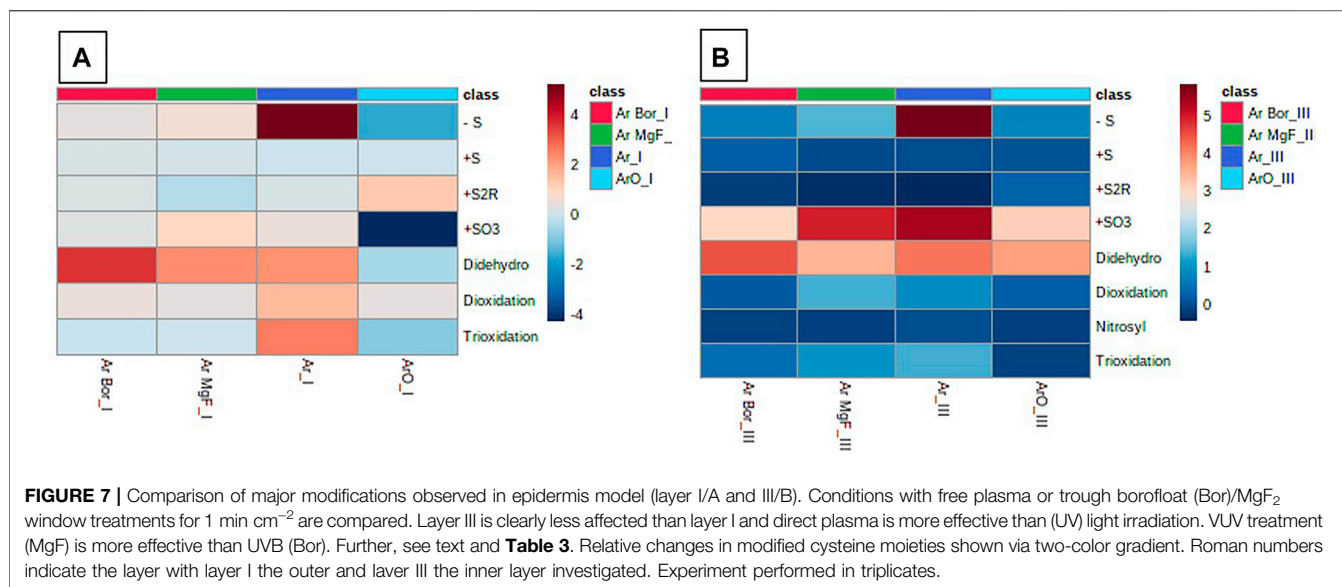 A
class
class
Ar Bor_I
Ar MgF_
Ar_I
ArO_I
4
2
0
-2
-4
- S
+S
+S2R
+SO3
Didehydro
Dioxidation
Trioxidation
Ar Bor_I
Ar MgF_I
Ar_I
ArO_I
B
class
class
Ar Bor_III
Ar MgF_II
Ar_III
ArO_III
5
4
3
2
1
0
- S
+S
+S2R
+SO3
Didehydro
Dioxidation
Nitrosyl
Trioxidation
Ar Bor_III
Ar MgF_III
Ar_III
ArO_III
FIGURE 7 | Comparison of major modifications observed in epidermis model (layer I/A and III/B). Conditions with free plasma or trough borofloat (Bor)/MgF₂
window treatments for 1 min cm⁻² are compared. Layer III is clearly less affected than layer I and direct plasma is more effective than (UV) light irradiation. VUV treatment
(MgF) is more effective than UVB (Bor). Further, see text and Table 3. Relative changes in modified cysteine moieties shown via two-color gradient. Roman numbers
indicate the layer with layer I the outer and laver III the inner layer investigated. Experiment performed in triplicates.